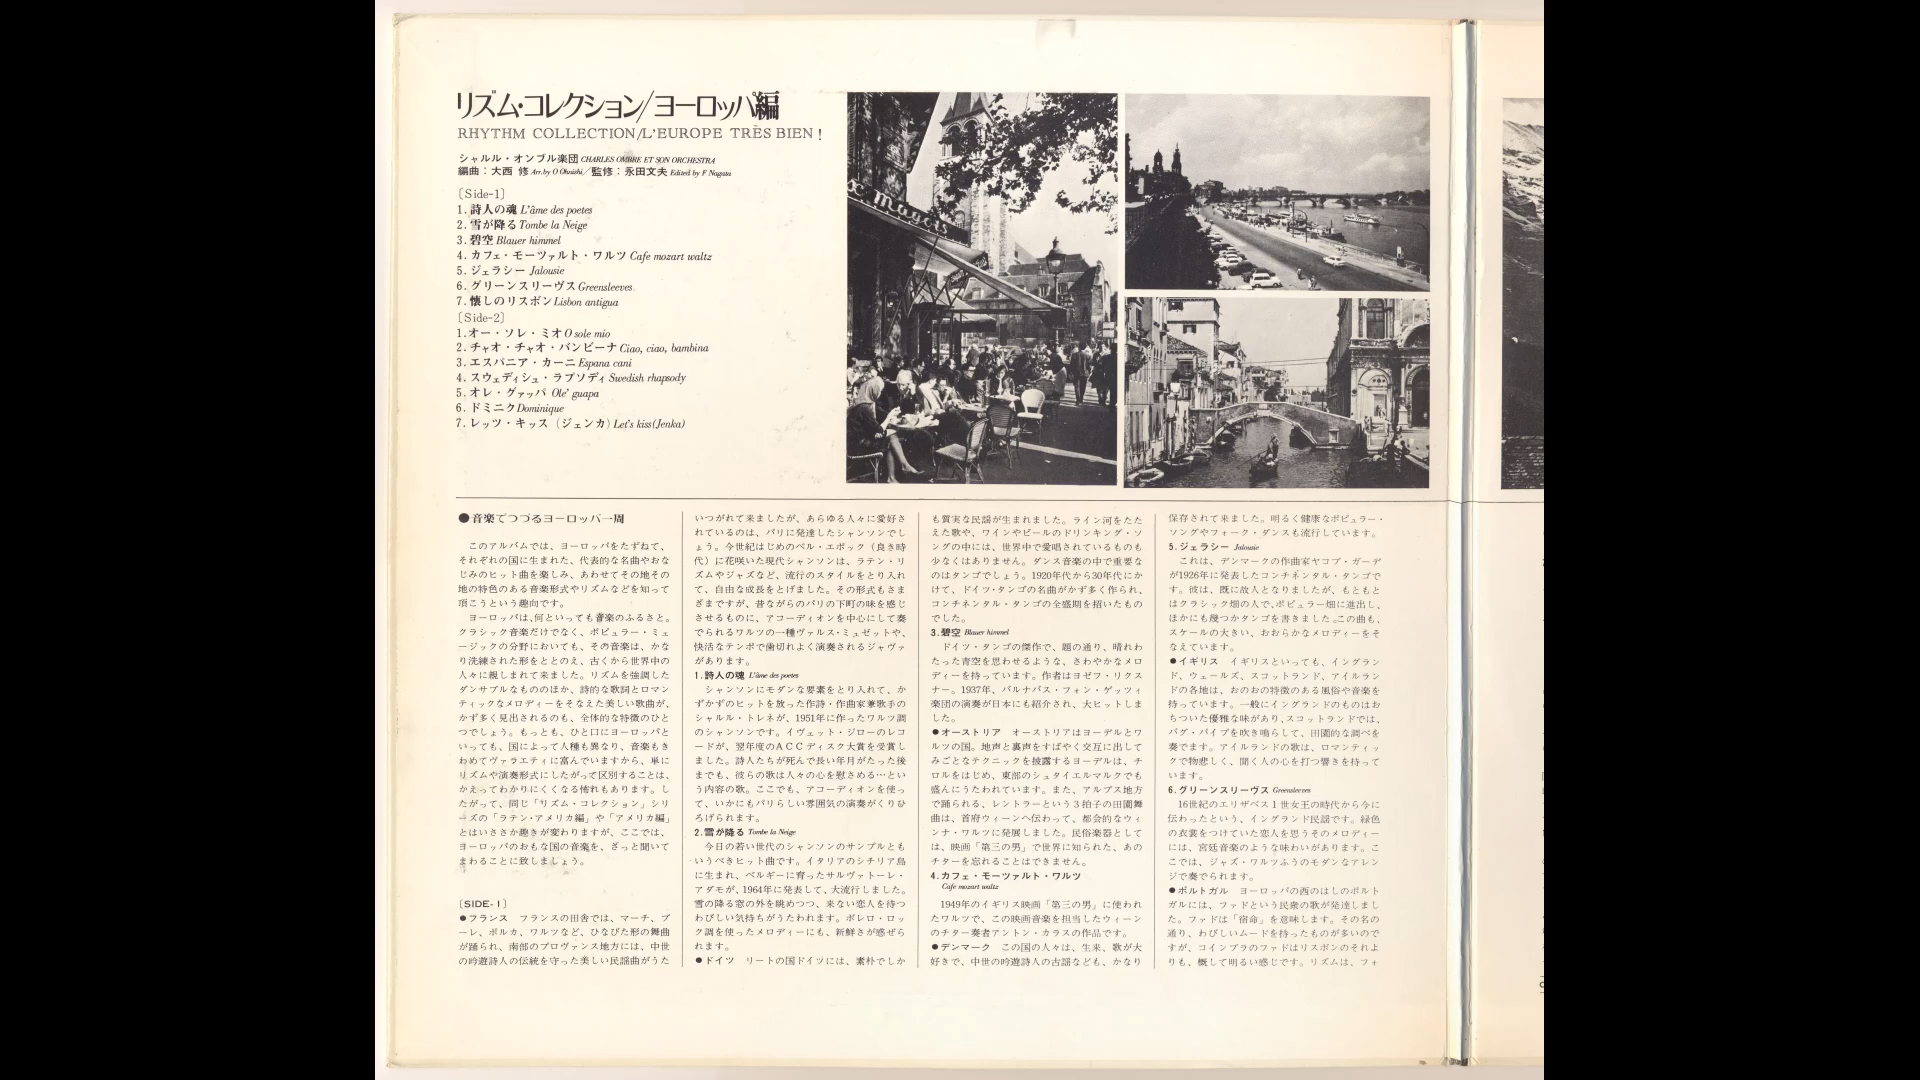 リズム・コレクション/ヨーロッパ編
RHYTHM COLLECTION/L'EUROPE TRÈS BIEN !
シャルル・オンブル楽団 CHARLES OMBRE ET SON ORCHESTRA
編曲：大西 修 Arr. by O Ohnishi／監修：永田文夫 Edited by F Nagata
〔Side-1〕
1. 詩人の魂 L'âme des poetes
2. 雪が降る Tombe la Neige
3. 碧空 Blauer himmel
4. カフェ・モーツァルト・ワルツ Cafe mozart waltz
5. ジェラシー Jalousie
6. グリーンスリーヴス Greensleeves
7. 懐しのリスボン Lisbon antigua
〔Side-2〕
1. オー・ソレ・ミオ O sole mio
2. チャオ・チャオ・バンビーナ Ciao, ciao, bambina
3. エスパニア・カーニ Espana cani
4. スウェディシュ・ラプソディ Swedish rhapsody
5. オレ・グァッパ Ole' guapa
6. ドミニク Dominique
7. レッツ・キッス（ジェンカ）Let's kiss (Jenka)
●音楽でつづるヨーロッパ一周
このアルバムでは、ヨーロッパをたずねて、
それぞれの国に生まれた、代表的な名曲やおな
じみのヒット曲を楽しみ、あわせてその地その
地の特色のある音楽形式やリズムなどを知って
頂こうという趣向です。
ヨーロッパは、何といっても音楽のふるさと。
クラシック音楽だけでなく、ポピュラー・ミュ
ージックの分野においても、その音楽は、かな
り洗練された形をととのえ、古くから世界中の
人々に親しまれて来ました。リズムを強調した
ダンサブルなもののほか、詩的な歌詞とロマン
ティックなメロディーをそなえた美しい歌曲が、
かず多く見出されるのも、全体的な特徴のひと
つでしょう。もっとも、ひと口にヨーロッパと
いっても、国によって人種も異なり、音楽もき
わめてヴァラエティに富んでいますから、単に
リズムや演奏形式にしたがって区別することは、
かえってわかりにくくなる怖れもあります。し
たがって、同じ「リズム・コレクション」シリ
ーズの「ラテン・アメリカ編」や「アメリカ編」
とはいささか趣きが変わりますが、ここでは、
ヨーロッパのおもな国の音楽を、ざっと聞いて
まわることに致しましょう。
〔SIDE-1〕
●フランス　フランスの田舎では、マーチ、ブ
ーレ、ポルカ、ワルツなど、ひなびた形の舞曲
が踊られ、南部のプロヴァンス地方には、中世
の吟遊詩人の伝統を守った美しい民謡曲がうた
いつがれて来ましたが、あらゆる人々に愛好さ
れているのは、パリに発達したシャンソンでし
ょう。今世紀はじめのベル・エポック（良き時
代）に花咲いた現代シャンソンは、ラテン・リ
ズムやジャズなど、流行のスタイルをとり入れ
て、自由な成長をとげました。その形式もさま
ざまですが、昔ながらのパリの下町の味を感じ
させるものに、アコーディオンを中心にして奏
でられるワルツの一種ヴァルス・ミュゼットや、
快活なテンポで歯切れよく演奏されるジャヴァ
があります。
1. 詩人の魂 L'âme des poetes
シャンソンにモダンな要素をとり入れて、か
ずかずのヒットを放った作詩・作曲家兼歌手の
シャルル・トレネが、1951年に作ったワルツ調
のシャンソンです。イヴェット・ジローのレコ
ードが、翌年度のＡＣＣディスク大賞を受賞し
ました。詩人たちが死んで長い年月がたった後
までも、彼らの歌は人々の心を慰さめる…とい
う内容の歌。ここでも、アコーディオンを使っ
て、いかにもパリらしい雰囲気の演奏がくりひ
ろげられます。
2. 雪が降る Tombe la Neige
今日の若い世代のシャンソンのサンプルとも
いうべきヒット曲です。イタリアのシチリア島
に生まれ、ベルギーに育ったサルヴァトーレ・
アダモが、1964年に発表して、大流行しました。
雪の降る窓の外を眺めつつ、来ない恋人を待つ
わびしい気持ちがうたわれます。ボレロ・ロッ
ク調を使ったメロディーにも、新鮮さが感ぜら
れます。
●ドイツ　リートの国ドイツには、素朴でしか
も質実な民謡が生まれました。ライン河をたた
えた歌や、ワインやビールのドリンキング・ソ
ングの中には、世界中で愛唱されているものも
少なくはありません。ダンス音楽の中で重要な
のはタンゴでしょう。1920年代から30年代にか
けて、ドイツ・タンゴの名曲がかず多く作られ、
コンチネンタル・タンゴの全盛期を招いたもの
でした。
3. 碧空 Blauer himmel
ドイツ・タンゴの傑作で、題の通り、晴れわ
たった青空を思わせるような、さわやかなメロ
ディーを持っています。作者はヨゼフ・リクス
ナー。1937年、バルナバス・フォン・ゲッツィ
楽団の演奏が日本にも紹介され、大ヒットしま
した。
●オーストリア　オーストリアはヨーデルとワ
ルツの国。地声と裏声をすばやく交互に出して
みごとなテクニックを披露するヨーデルは、チ
ロルをはじめ、東部のシュタイエルマルクでも
盛んにうたわれています。また、アルプス地方
で踊られる、レントラーという３拍子の田園舞
曲は、首府ウィーンへ伝わって、都会的なウィ
ンナ・ワルツに発展しました。民俗楽器として
は、映画「第三の男」で世界に知られた、あの
チターを忘れることはできません。
4. カフェ・モーツァルト・ワルツ
Cafe mozart waltz
1949年のイギリス映画「第三の男」に使われ
たワルツで、この映画音楽を担当したウィーン
のチター奏者アントン・カラスの作品です。
●デンマーク　この国の人々は、生来、歌が大
好きで、中世の吟遊詩人の古謡なども、かなり
保存されて来ました。明るく健康なポピュラー・
ソングやフォーク・ダンスも流行しています。
5. ジェラシー Jalousie
これは、デンマークの作曲家ヤコブ・ガーデ
が1926年に発表したコンチネンタル・タンゴで
す。彼は、既に故人となりましたが、もともと
はクラシック畑の人で、ポピュラー畑に進出し、
ほかにも幾つかタンゴを書きました。この曲も、
スケールの大きい、おおらかなメロディーをそ
なえています。
●イギリス　イギリスといっても、イングラン
ド、ウェールズ、スコットランド、アイルラン
ドの各地は、おのおの特徴のある風俗や音楽を
持っています。一般にイングランドのものはお
ちついた優雅な味があり、スコットランドでは、
バグ・パイプを吹き鳴らして、田園的な調べを
奏でます。アイルランドの歌は、ロマンティッ
クで物悲しく、聞く人の心を打つ響きを持って
います。
6. グリーンスリーヴス Greensleeves
16世紀のエリザベス１世女王の時代から今に
伝わったという、イングランド民謡です。緑色
の衣裳をつけていた恋人を思うそのメロディー
には、宮廷音楽のような味わいがあります。こ
こでは、ジャズ・ワルツふうのモダンなアレン
ジで奏でられます。
●ポルトガル　ヨーロッパの西のはしのポルト
ガルには、ファドという民衆の歌が発達しまし
た。ファドは「宿命」を意味します。その名の
通り、わびしいムードを持ったものが多いので
すが、コインブラのファドはリスボンのそれよ
りも、概して明るい感じです。リズムは、フォ